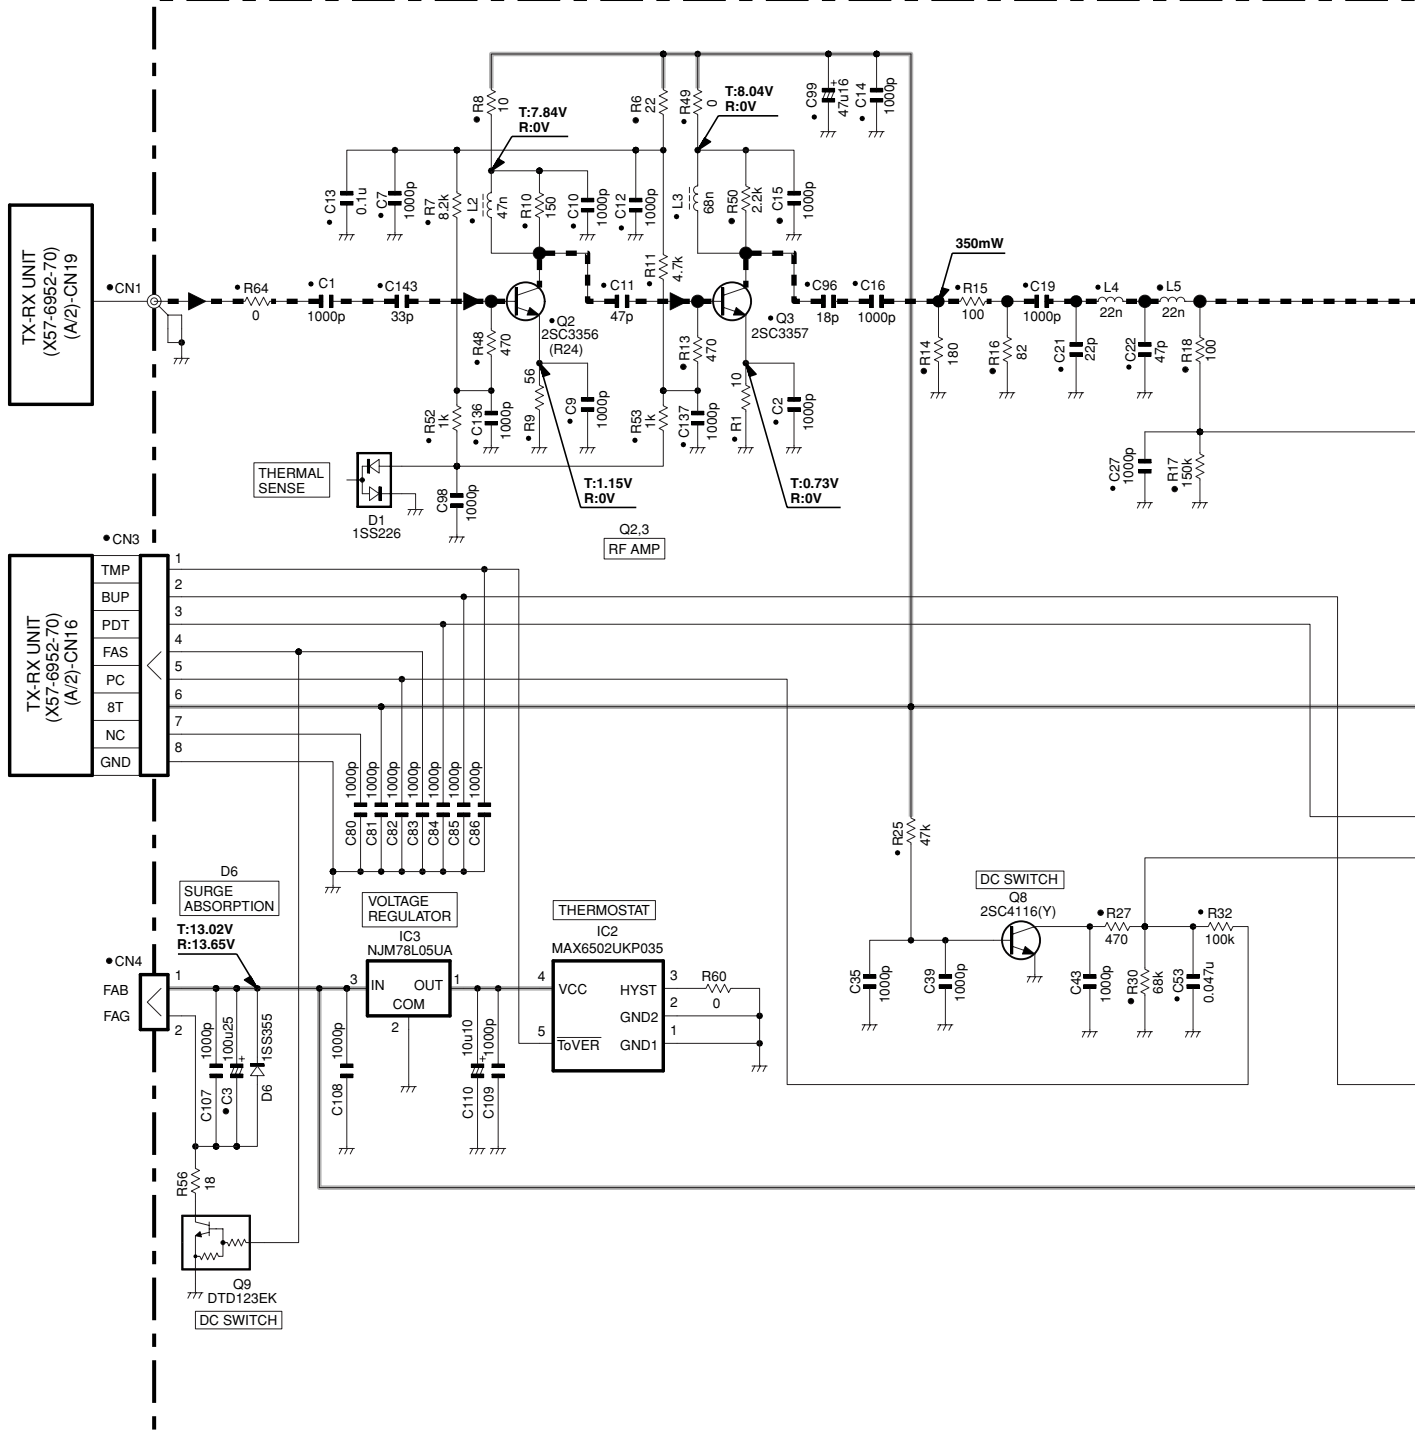 TX-RX UNIT
(X57-6952-70)
(A/2)-CN19
CN1
R64
0
C1
1000p
C143
33p
C13
0.1u
C7
1000p
R7
8.2k
R8
10
T:7.84V
R:0V
L2
47n
R10
150
C10
1000p
C12
1000p
R6
22
R49
0
T:8.04V
R:0V
L3
68n
R50
2.2k
C15
1000p
C99
47u16
+
C14
1000p
R11
4.7k
C11
47p
Q2
2SC3356
(R24)
Q3
2SC3357
R48
470
R13
470
C96
18p
C16
1000p
350mW
R15
100
C19
1000p
L4
22n
L5
22n
R14
180
R16
82
C21
22p
C22
47p
R18
100
R52
1k
C136
1000p
R9
56
C9
1000p
R53
1k
C137
1000p
R1
10
C2
1000p
C27
1000p
R17
150k
THERMAL
SENSE
D1
1SS226
C98
1000p
T:1.15V
R:0V
T:0.73V
R:0V
Q2,3
RF AMP
CN3
TX-RX UNIT
(X57-6952-70)
(A/2)-CN16
TMP 1
BUP 2
PDT 3
FAS 4
PC 5
8T 6
NC 7
GND 8
C80
1000p
C81
1000p
C82
1000p
C83
1000p
C84
1000p
C85
1000p
C86
1000p
R25
47k
DC SWITCH
Q8
2SC4116(Y)
R27
470
R32
100k
C35
1000p
C39
1000p
C43
1000p
R30
68k
C53
0.047u
D6
SURGE
ABSORPTION
T:13.02V
R:13.65V
CN4
FAB 1
FAG 2
C107
1000p
C3
100u25
+
D6
1SS355
VOLTAGE
REGULATOR
IC3
NJM78L05UA
3 IN OUT 1
COM
2
C108
1000p
C110
10u10
+
C109
1000p
THERMOSTAT
IC2
MAX6502UKP035
4 VCC HYST 3
GND2 2
5 ToVER GND1 1
R60
0
R56
18
Q9
DTD123EK
DC SWITCH